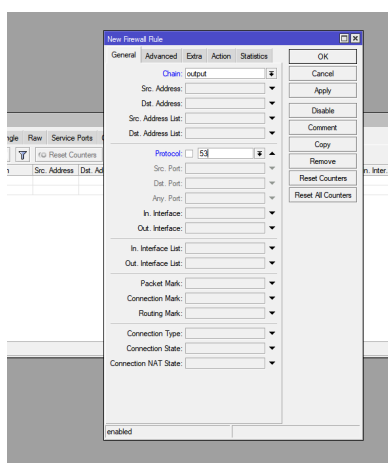 New Firewall Rule
General Advanced Extra Action Statistics
Chain: output
Src. Address:
Dst. Address:
Src. Address List:
Dst. Address List:
Protocol: 53
Src. Port:
Dst. Port:
Any. Port:
In. Interface:
Out. Interface:
In. Interface List:
Out. Interface List:
Packet Mark:
Connection Mark:
Routing Mark:
Connection Type:
Connection State:
Connection NAT State:
enabled
OK
Cancel
Apply
Disable
Comment
Copy
Remove
Reset Counters
Reset All Counters
Raw Service Ports
Reset Counters
Src. Address Dst. Ad
n. Inter.